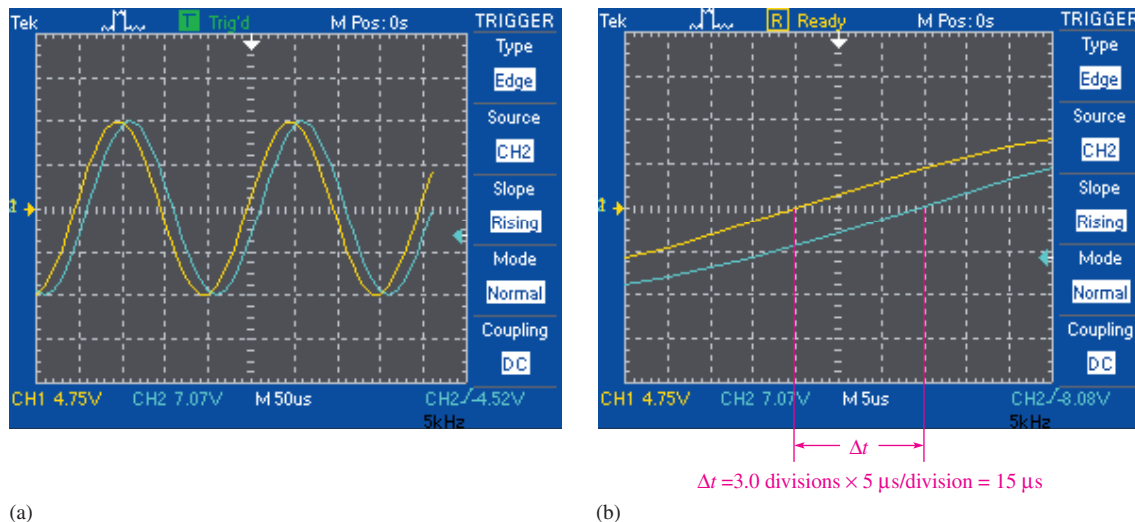 Tek T Trig'd M Pos: 0s TRIGGER
Type
Edge
Source
CH2
Slope
Rising
Mode
Normal
Coupling
DC
CH1 4.75V CH2 7.07V M 50us CH2 -4.52V
5kHz
(a)
Tek R Ready M Pos: 0s TRIGGER
Type
Edge
Source
CH2
Slope
Rising
Mode
Normal
Coupling
DC
CH1 4.75V CH2 7.07V M 5us CH2 -8.08V
5kHz
Δt
Δt =3.0 divisions × 5 μs/division = 15 μs
(b)